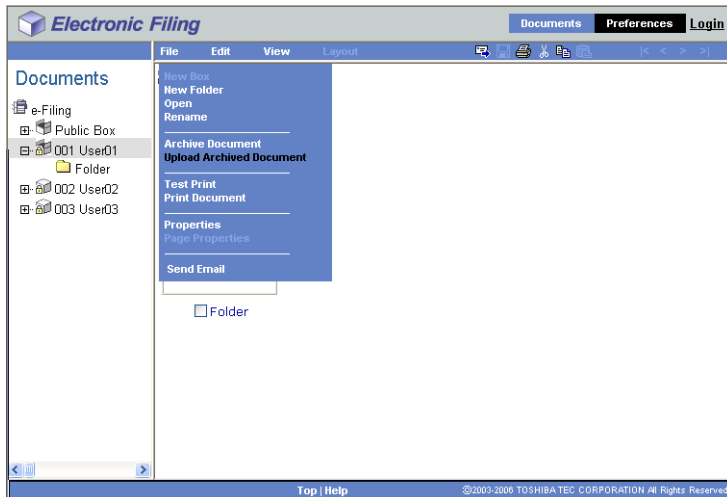 Electronic Filing
Documents Preferences Login
File Edit View Layout
|< < > >|
Documents
e-Filing
Public Box
001 User01
Folder
002 User02
003 User03
New Box
New Folder
Open
Rename
Archive Document
Upload Archived Document
Test Print
Print Document
Properties
Page Properties
Send Email
Folder
Top | Help
©2003-2006 TOSHIBA TEC CORPORATION All Rights Reserved